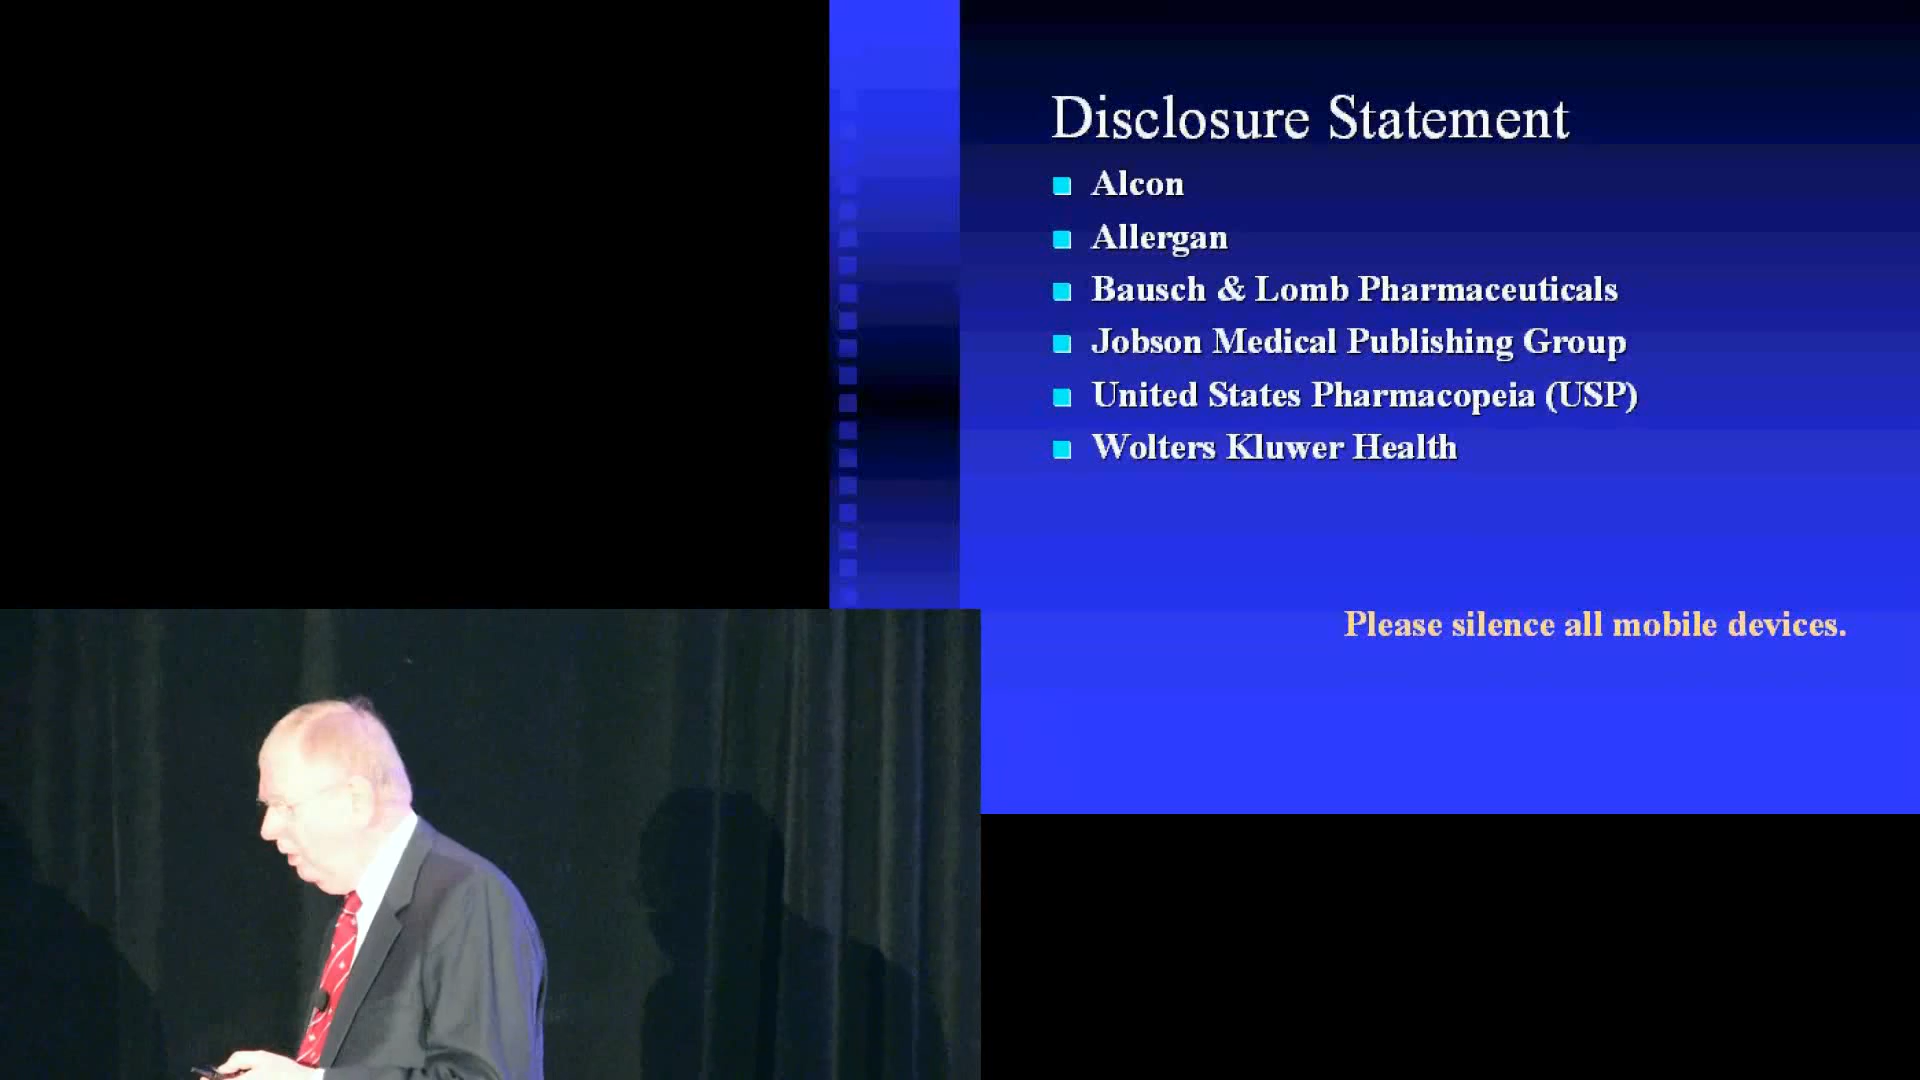 Disclosure Statement
Alcon
Allergan
Bausch & Lomb Pharmaceuticals
Jobson Medical Publishing Group
United States Pharmacopeia (USP)
Wolters Kluwer Health
Please silence all mobile devices.